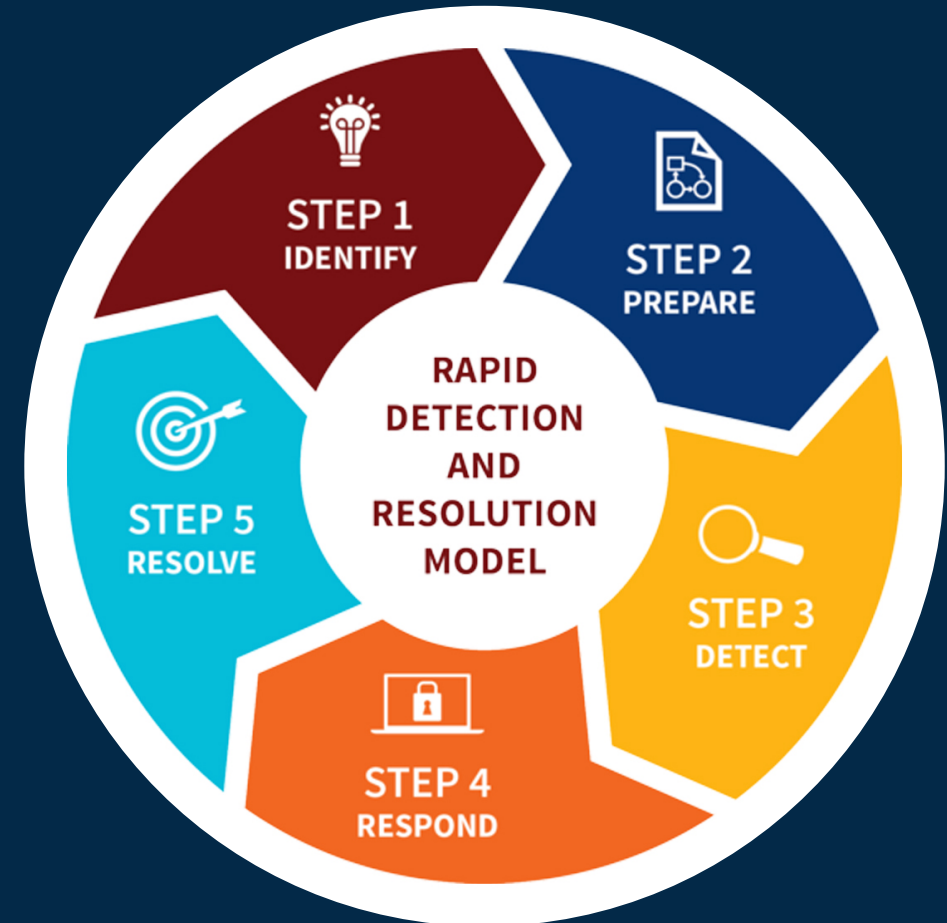 STEP 1
IDENTIFY
STEP 2
PREPARE
RAPID
DETECTION
AND
RESOLUTION
MODEL
STEP 3
DETECT
STEP 4
RESPOND
STEP 5
RESOLVE